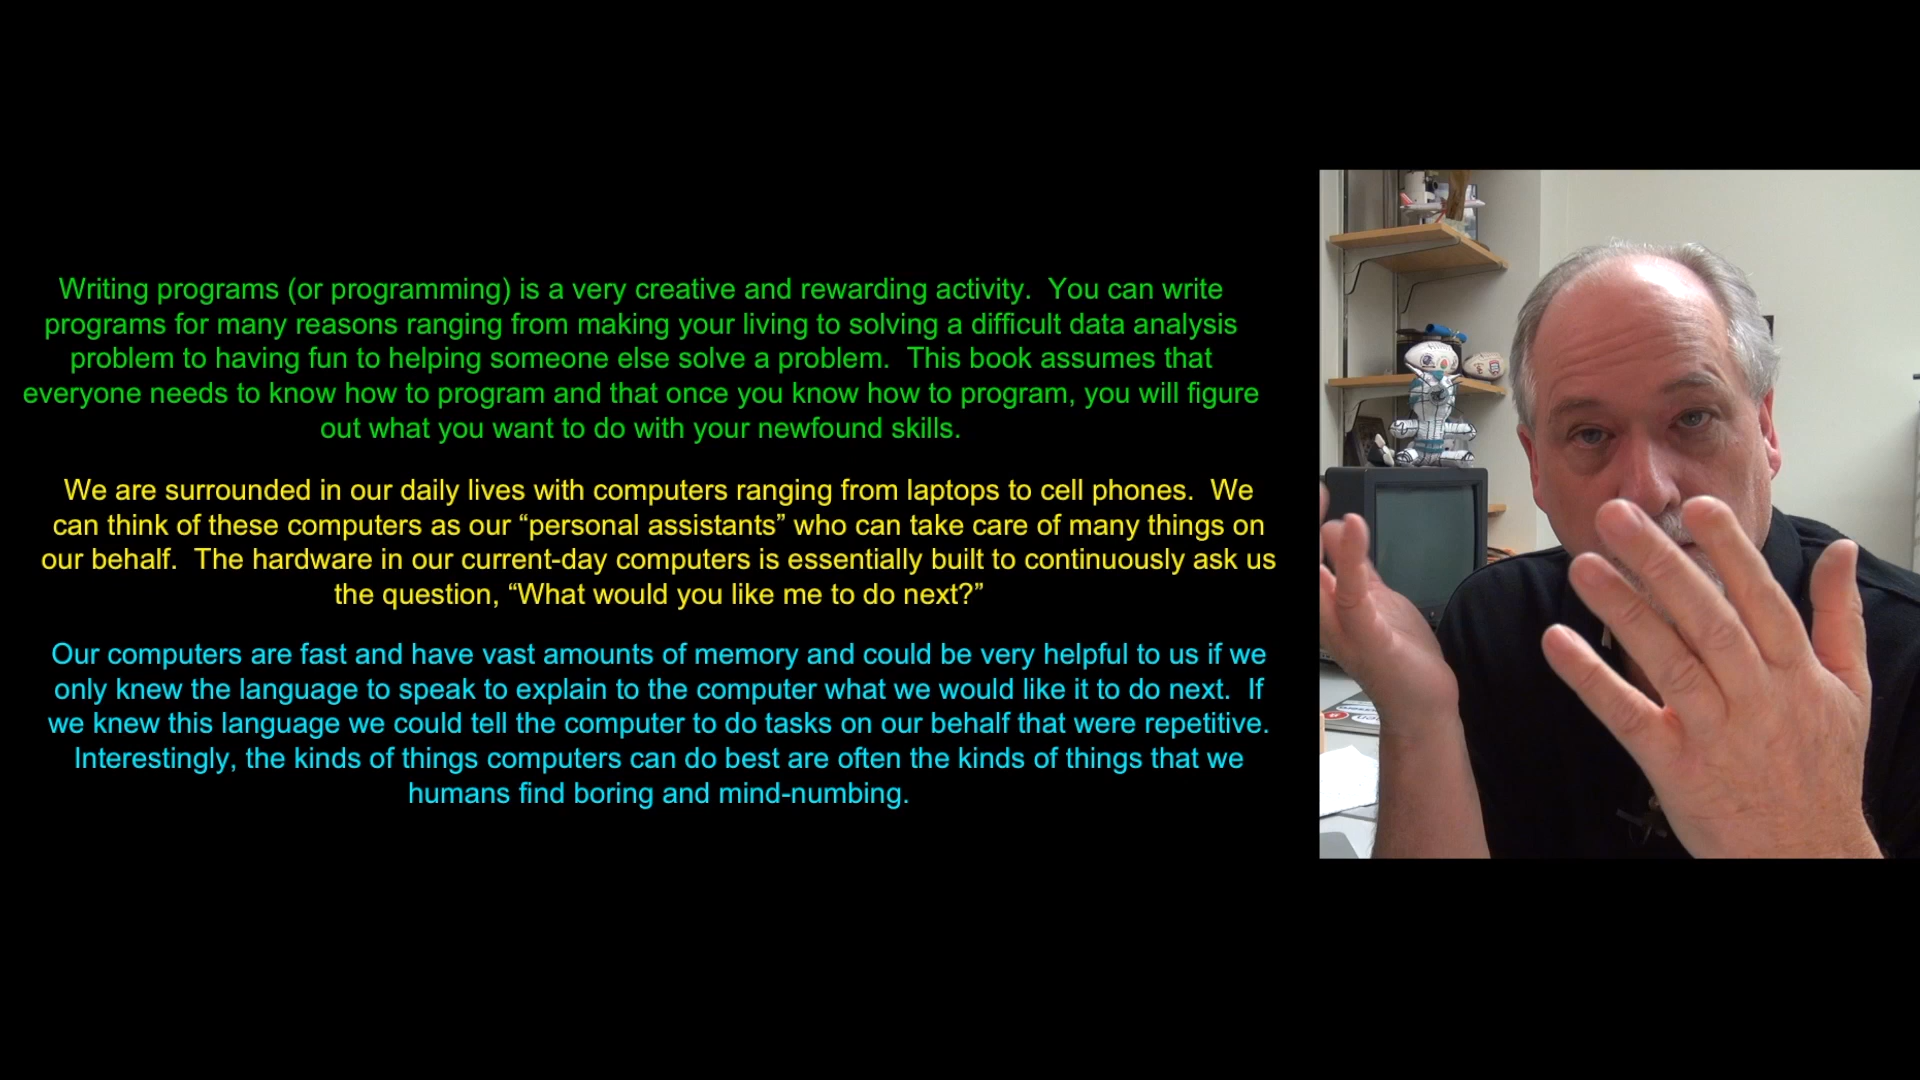 Writing programs (or programming) is a very creative and rewarding activity.  You can write
programs for many reasons ranging from making your living to solving a difficult data analysis
problem to having fun to helping someone else solve a problem.  This book assumes that
everyone needs to know how to program and that once you know how to program, you will figure
out what you want to do with your newfound skills.
We are surrounded in our daily lives with computers ranging from laptops to cell phones.  We
can think of these computers as our “personal assistants” who can take care of many things on
our behalf.  The hardware in our current-day computers is essentially built to continuously ask us
the question, “What would you like me to do next?”
Our computers are fast and have vast amounts of memory and could be very helpful to us if we
only knew the language to speak to explain to the computer what we would like it to do next.  If
we knew this language we could tell the computer to do tasks on our behalf that were repetitive.
Interestingly, the kinds of things computers can do best are often the kinds of things that we
humans find boring and mind-numbing.